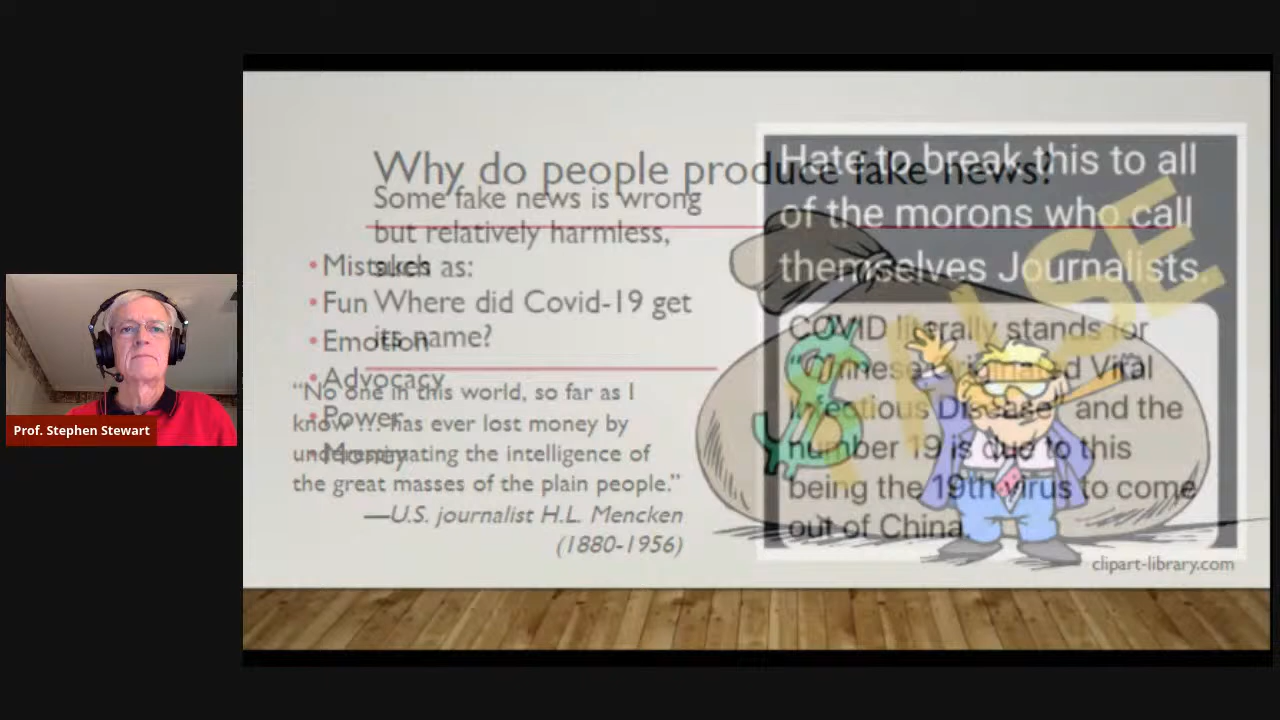 Why do people produce fake news?
Mistakes
Fun
Emotion
Advocacy
Power
Money
Some fake news is wrong
but relatively harmless,
such as:
Where did Covid-19 get
its name?
“No one in this world, so far as I
know … has ever lost money by
underestimating the intelligence of
the great masses of the plain people.”
—U.S. journalist H.L. Mencken
(1880-1956)
Hate to break this to all
of the morons who call
themselves Journalists.
COVID literally stands for
“Chinese Originated Viral
Infectious Disease” and the
number 19 is due to this
being the 19th virus to come
out of China.
FALSE
clipart-library.com
Prof. Stephen Stewart